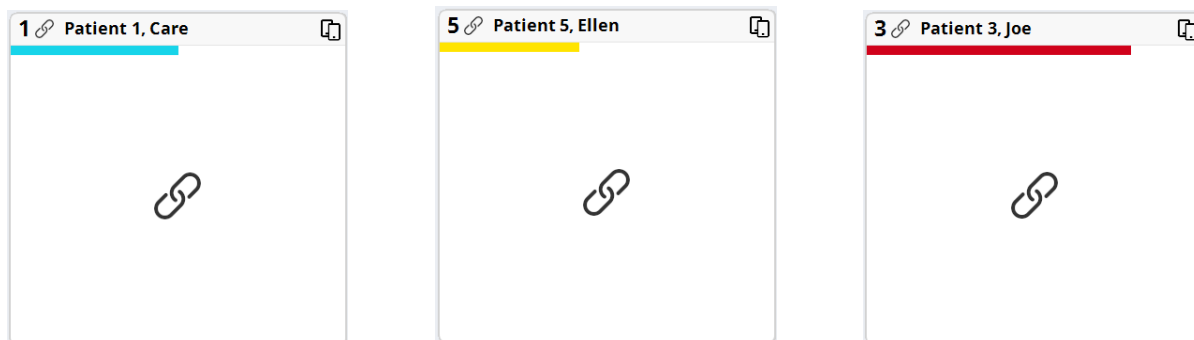 1 Patient 1, Care
5 Patient 5, Ellen
3 Patient 3, Joe